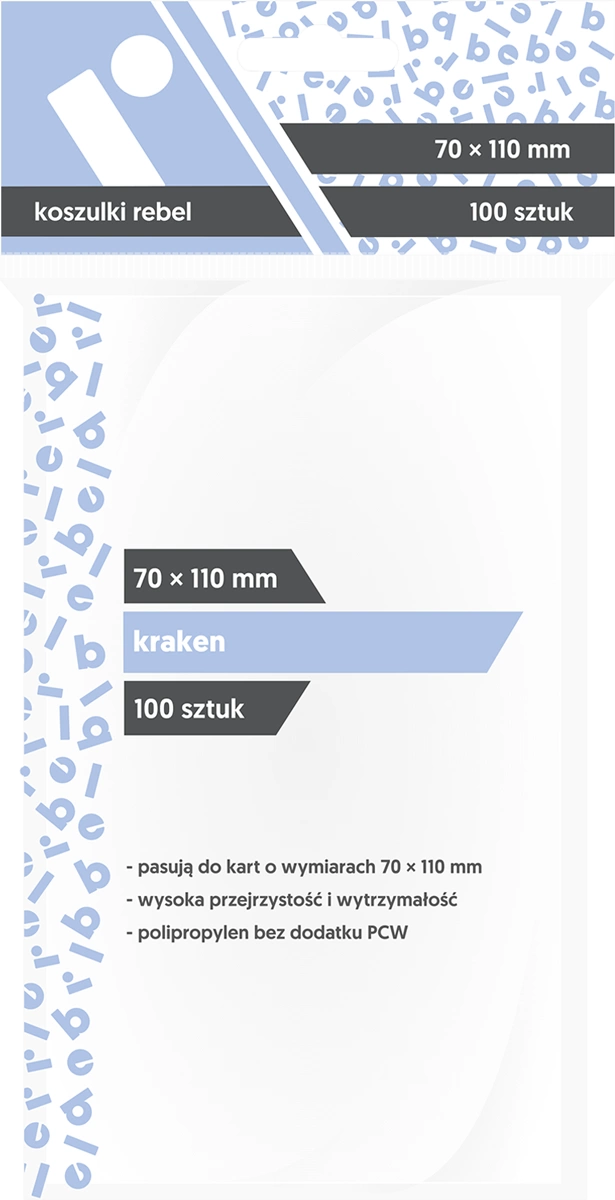 70 × 110 mm
koszulki rebel
100 sztuk
70 × 110 mm
kraken
100 sztuk
- pasują do kart o wymiarach 70 × 110 mm
- wysoka przejrzystość i wytrzymałość
- polipropylen bez dodatku PCW